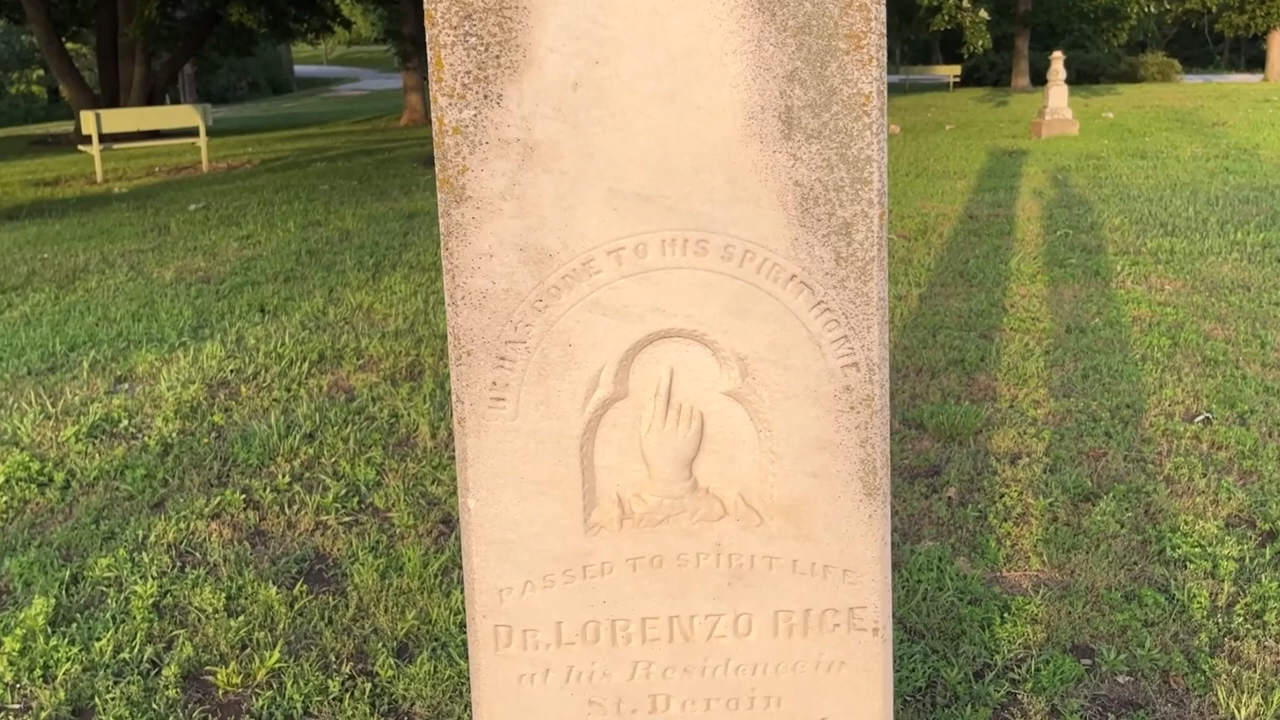 HE HAS GONE TO HIS SPIRIT HOME.
PASSED TO SPIRIT LIFE
DR. LORENZO RICE.
at his Residence in
St. Deroin